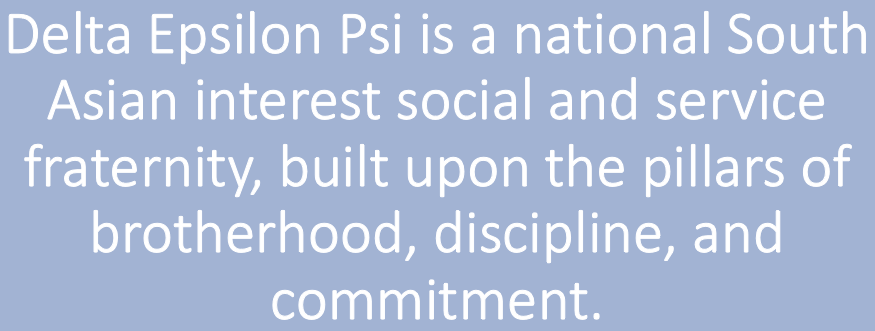 Delta Epsilon Psi is a national South
Asian interest social and service
fraternity, built upon the pillars of
brotherhood, discipline, and
commitment.